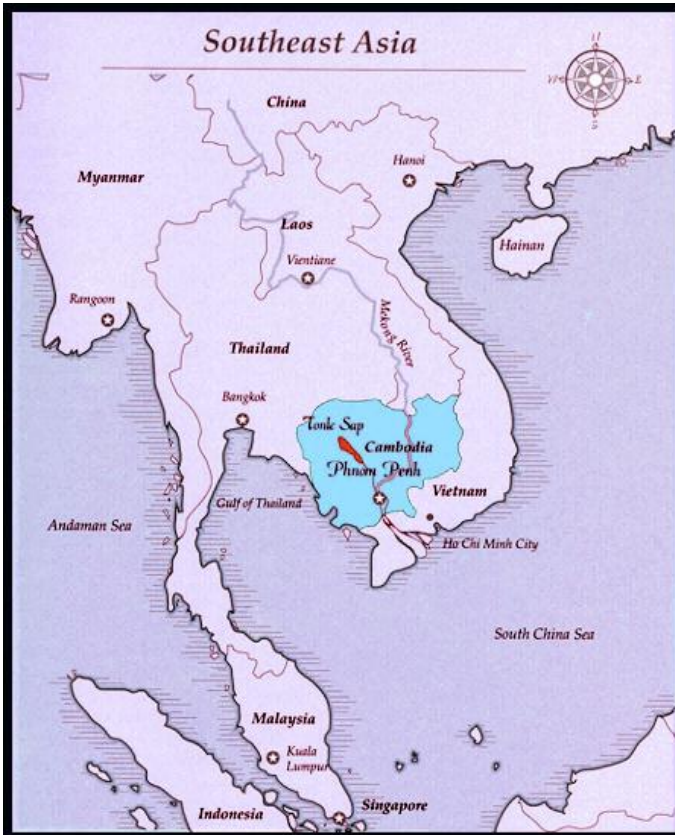 Southeast Asia
N
W E
S
China
Hanoi
Myanmar
Laos
Hainan
Vientiane
Rangoon
Mekong River
Thailand
Bangkok
Tonle Sap
Cambodia
Phnom Penh
Vietnam
Gulf of Thailand
Andaman Sea
Ho Chi Minh City
South China Sea
Malaysia
Kuala
Lumpur
Singapore
Indonesia